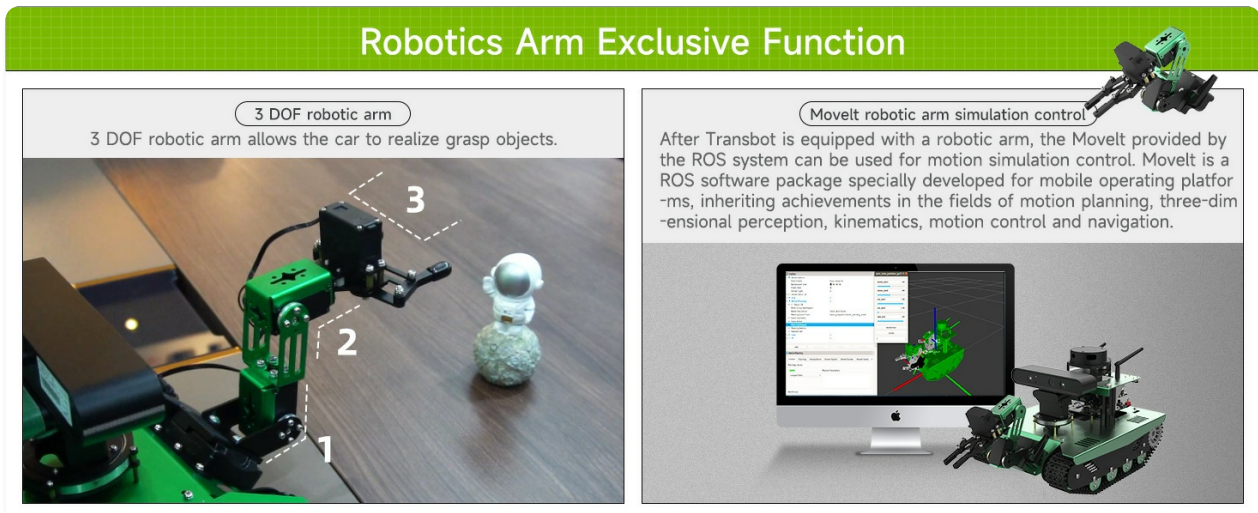 Robotics Arm Exclusive Function
3 DOF robotic arm
3 DOF robotic arm allows the car to realize grasp objects.
3
2
1
MoveIt robotic arm simulation control
After Transbot is equipped with a robotic arm, the MoveIt provided by
the ROS system can be used for motion simulation control. MoveIt is a
ROS software package specially developed for mobile operating platfor
-ms, inheriting achievements in the fields of motion planning, three-dim
-ensional perception, kinematics, motion control and navigation.